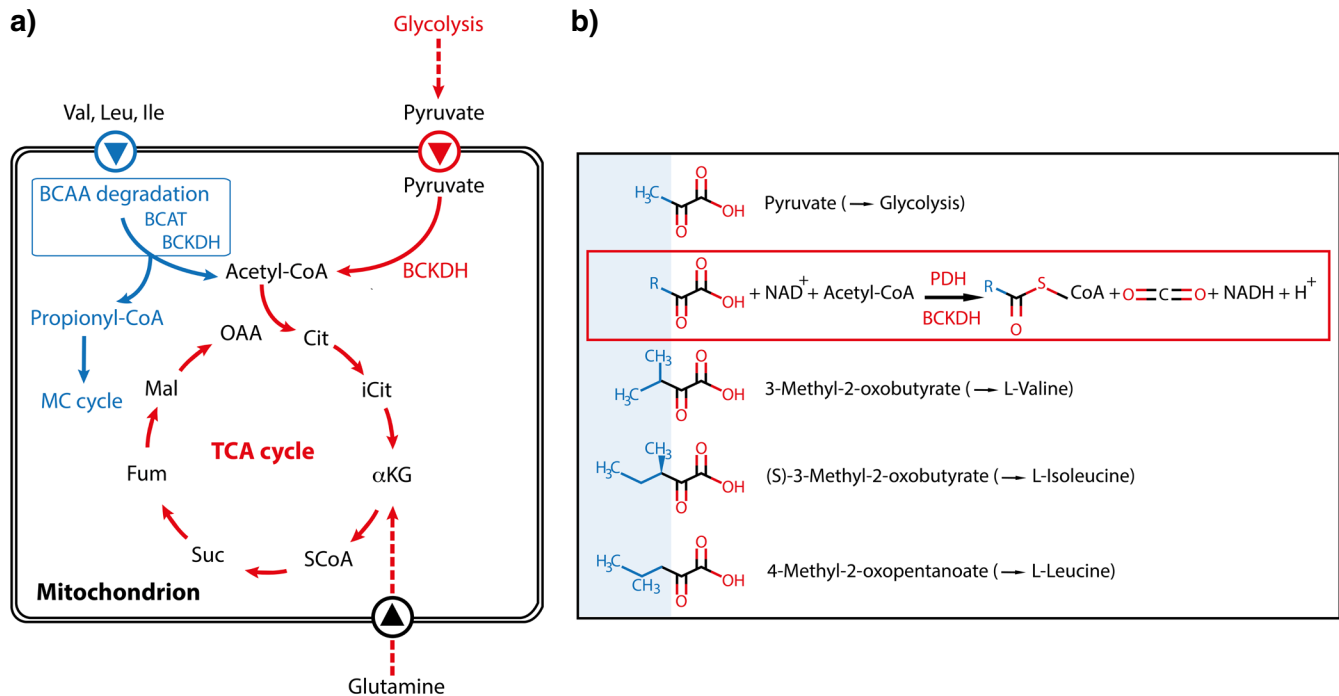 a)
Glycolysis
Val, Leu, Ile
Pyruvate
Pyruvate
BCAA degradation
BCAT
BCKDH
Acetyl-CoA
BCKDH
Propionyl-CoA
MC cycle
OAA
Cit
Mal
iCit
TCA cycle
Fum
αKG
Suc
SCoA
Mitochondrion
Glutamine
b)
H₃C O OH O Pyruvate (→ Glycolysis)
R O OH O + NAD⁺ + Acetyl-CoA PDH BCKDH R S CoA O + O=C=O + NADH + H⁺
CH₃ H₃C O OH O 3-Methyl-2-oxobutyrate (→ L-Valine)
CH₃ H₃C O OH O (S)-3-Methyl-2-oxobutyrate (→ L-Isoleucine)
H₃C CH₃ O OH O 4-Methyl-2-oxopentanoate (→ L-Leucine)